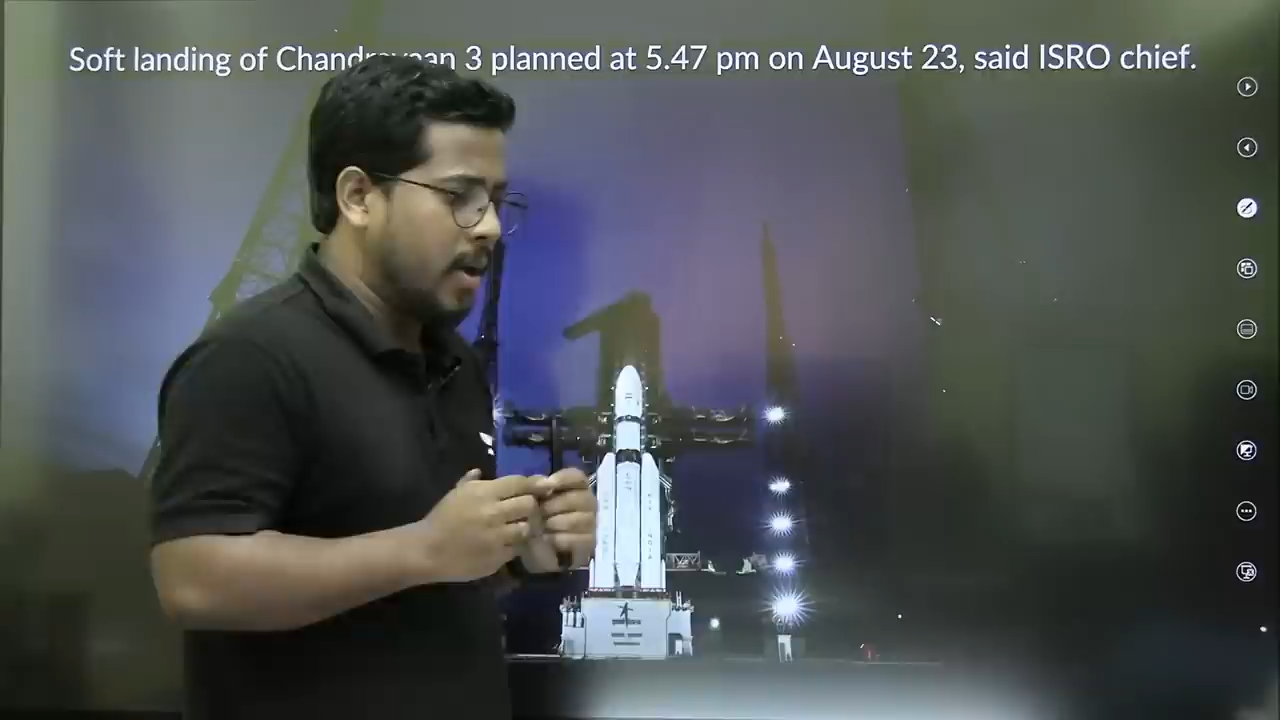 Soft landing of Chandrayaan 3 planned at 5.47 pm on August 23, said ISRO chief.